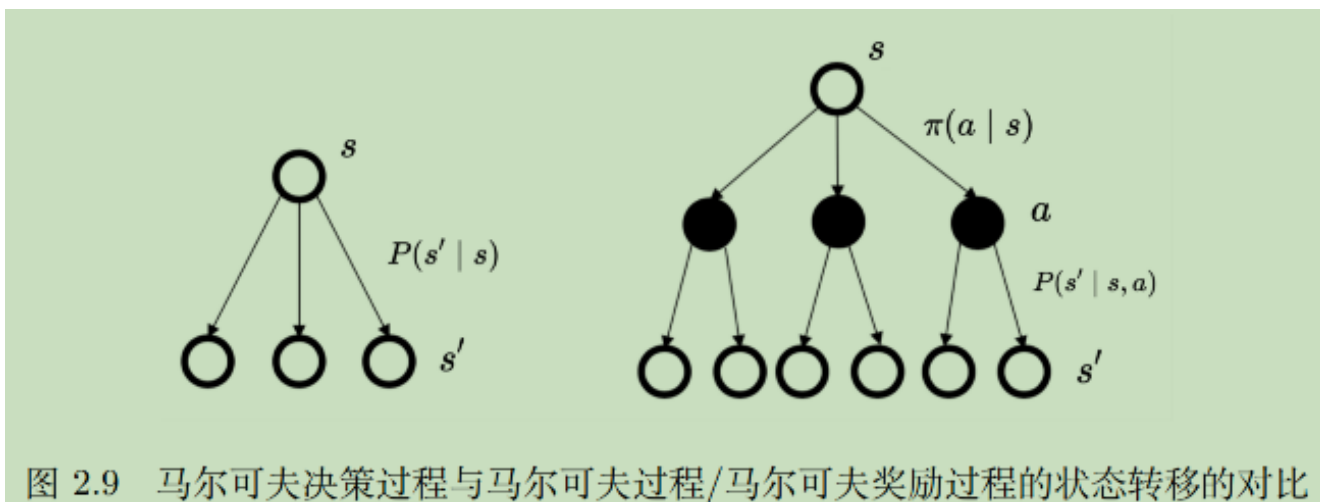 s
P(s′ | s)
s′
s
π(a | s)
a
P(s′ | s, a)
s′
图 2.9 马尔可夫决策过程与马尔可夫过程/马尔可夫奖励过程的状态转移的对比